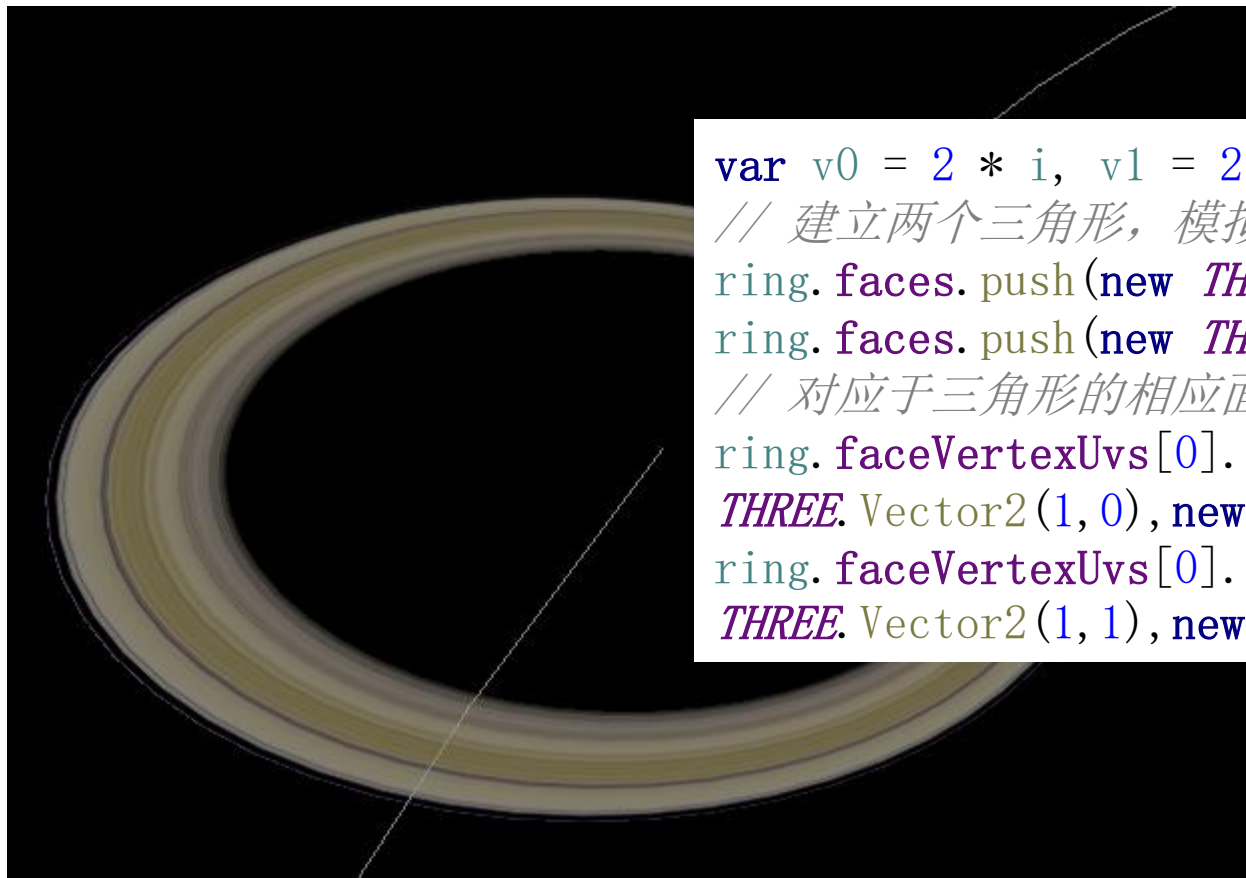 var v0 = 2 * i, v1 = 2
// 建立两个三角形，模拟
ring.faces.push(new TH
ring.faces.push(new TH
// 对应于三角形的相应面
ring.faceVertexUvs[0].
THREE.Vector2(1,0),new
ring.faceVertexUvs[0].
THREE.Vector2(1,1),new